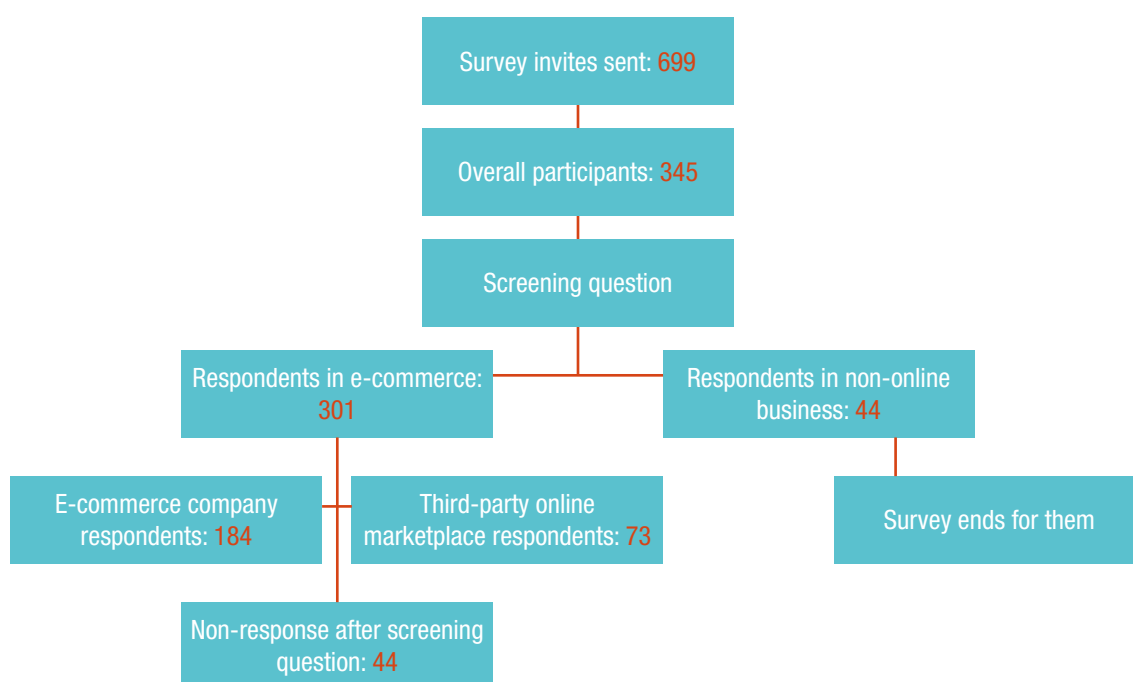 Survey invites sent: 699
Overall participants: 345
Screening question
Respondents in e-commerce:
301
Respondents in non-online
business: 44
E-commerce company
respondents: 184
Third-party online
marketplace respondents: 73
Survey ends for them
Non-response after screening
question: 44